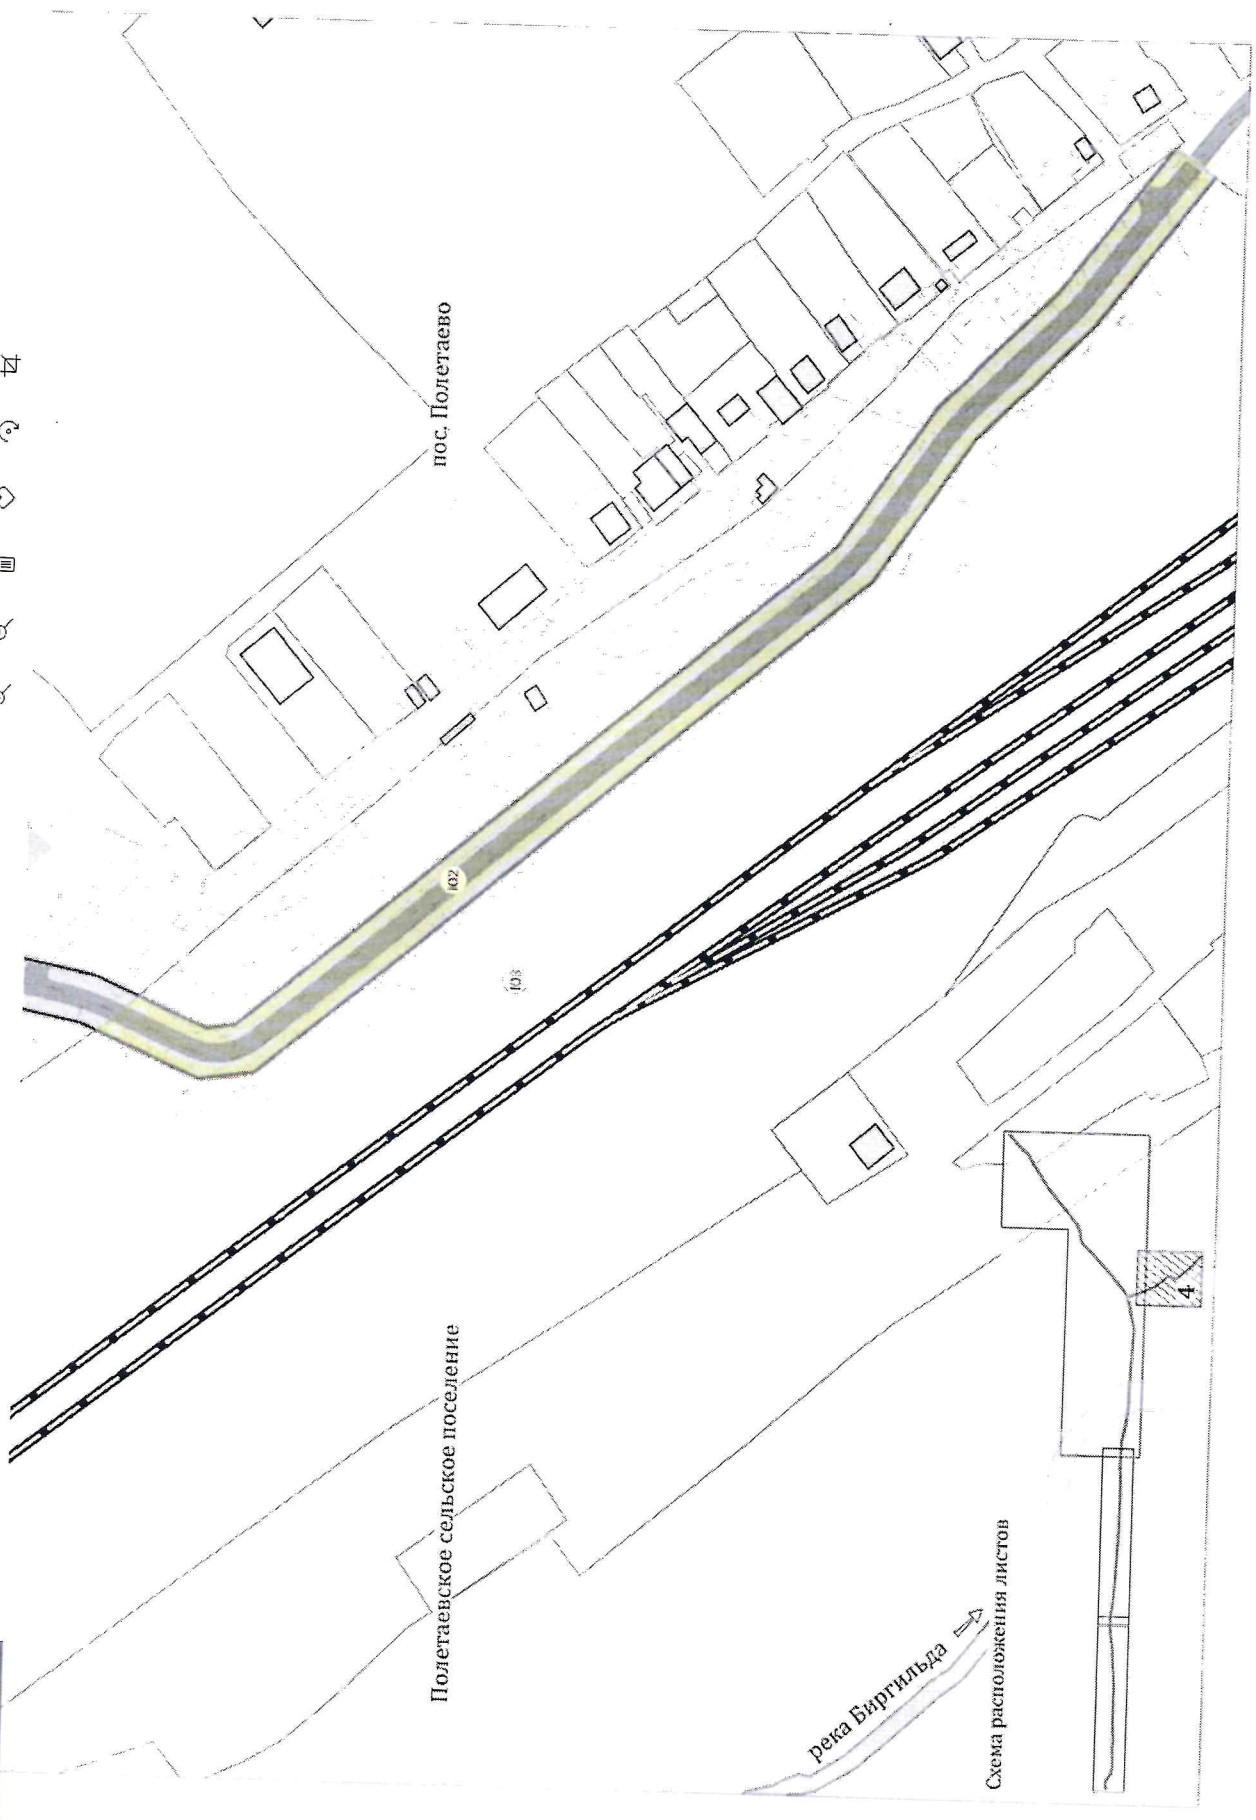 пос. Полетаево
102
103
Полетаевское сельское поселение
река Биргильда
Схема расположения листов
4